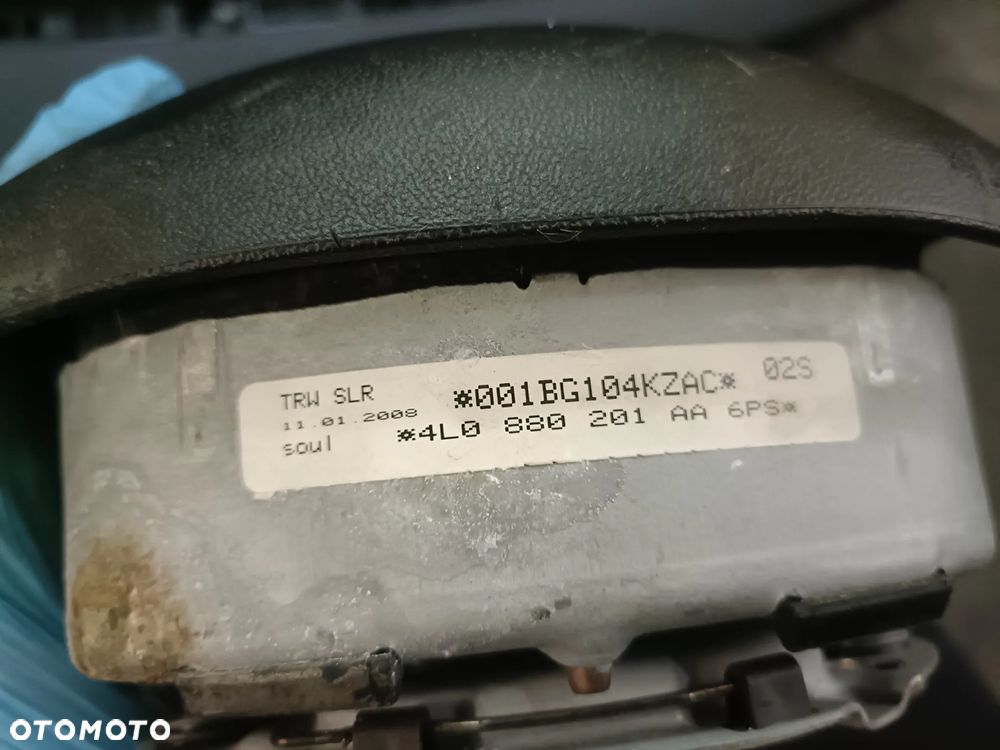 TRW SLR *001BG104KZAC* 02S
11.01.2008
soul *4L0 880 201 AA 6PS*
OTOMOTO